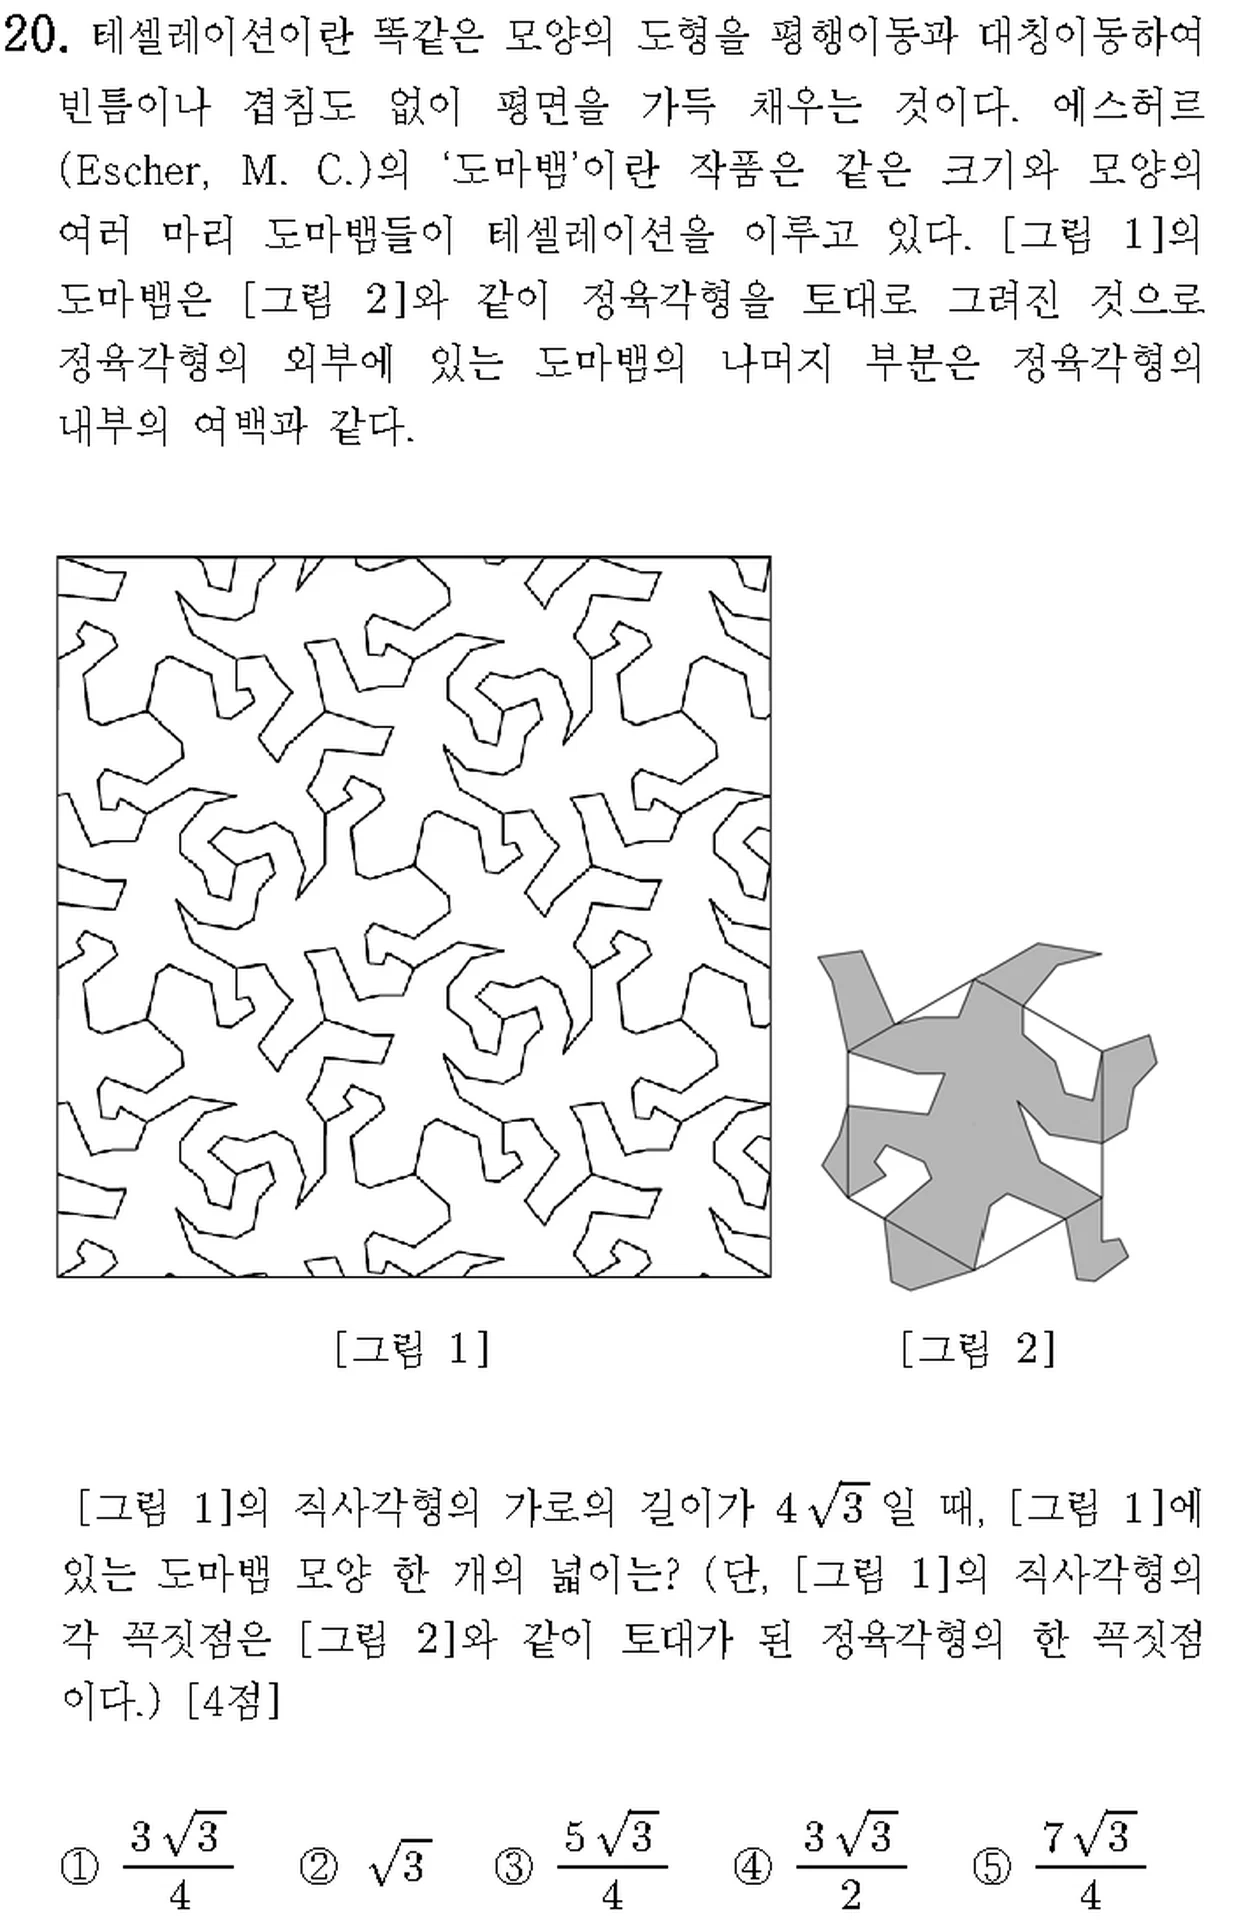 20. 테셀레이션이란 똑같은 모양의 도형을 평행이동과 대칭이동하여
빈틈이나 겹침도 없이 평면을 가득 채우는 것이다. 에스허르
(Escher, M. C.)의 ‘도마뱀’이란 작품은 같은 크기와 모양의
여러 마리 도마뱀들이 테셀레이션을 이루고 있다. [그림 1]의
도마뱀은 [그림 2]와 같이 정육각형을 토대로 그려진 것으로
정육각형의 외부에 있는 도마뱀의 나머지 부분은 정육각형의
내부의 여백과 같다.
[그림 1] [그림 2]
[그림 1]의 직사각형의 가로의 길이가 4√3 일 때, [그림 1]에
있는 도마뱀 모양 한 개의 넓이는? (단, [그림 1]의 직사각형의
각 꼭짓점은 [그림 2]와 같이 토대가 된 정육각형의 한 꼭짓점
이다.) [4점]
① 3√3/4 ② √3 ③ 5√3/4 ④ 3√3/2 ⑤ 7√3/4